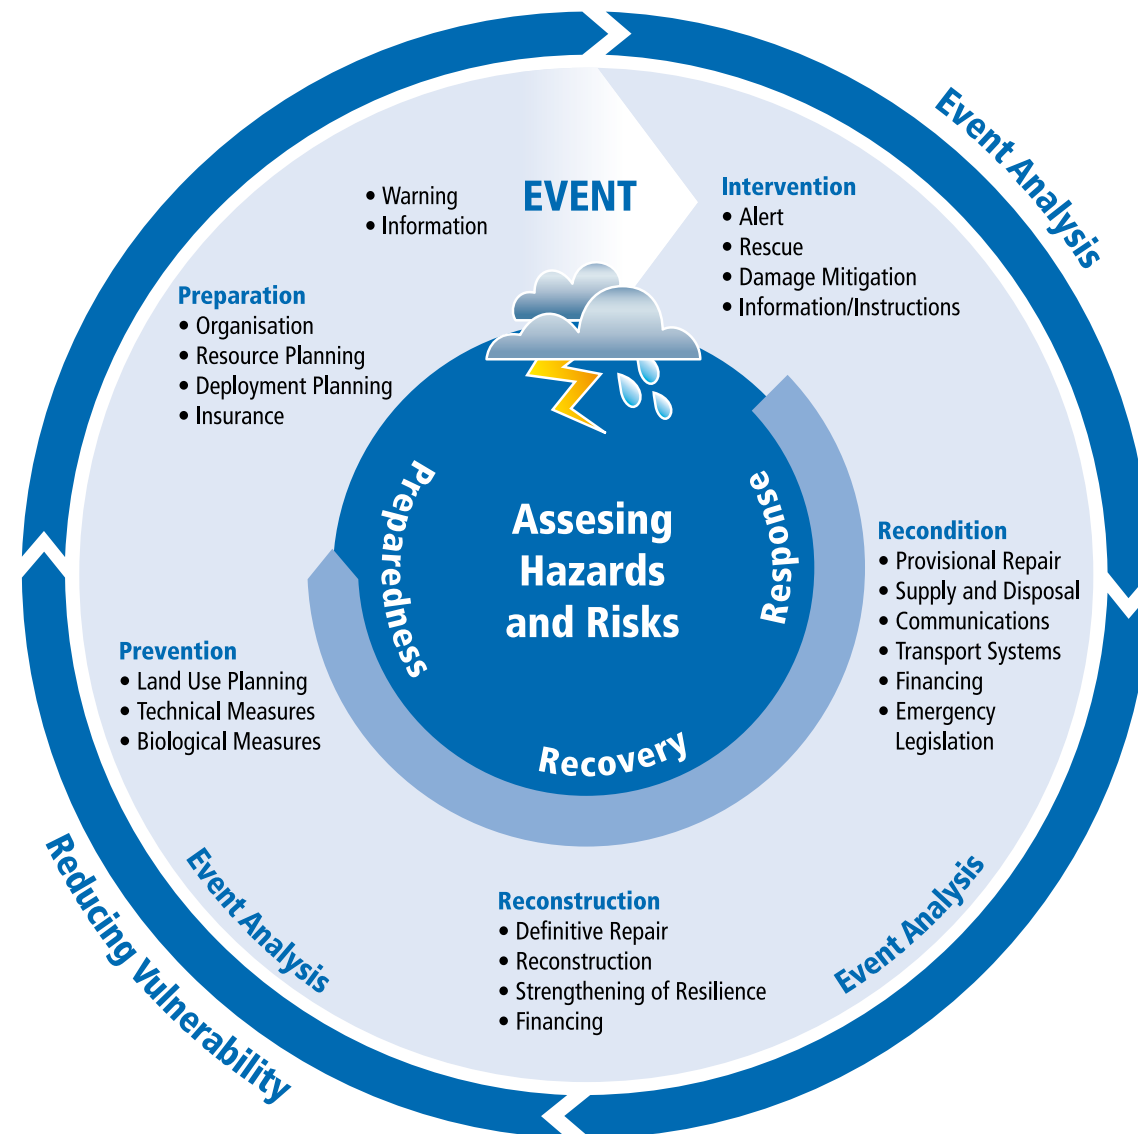 Event Analysis
EVENT
• Warning
• Information
Intervention
• Alert
• Rescue
• Damage Mitigation
• Information/Instructions
Preparation
• Organisation
• Resource Planning
• Deployment Planning
• Insurance
Preparedness
Assesing
Hazards
and Risks
Response
Recovery
Recondition
• Provisional Repair
• Supply and Disposal
• Communications
• Transport Systems
• Financing
• Emergency
Legislation
Prevention
• Land Use Planning
• Technical Measures
• Biological Measures
Reducing Vulnerability
Event Analysis
Reconstruction
• Definitive Repair
• Reconstruction
• Strengthening of Resilience
• Financing
Event Analysis